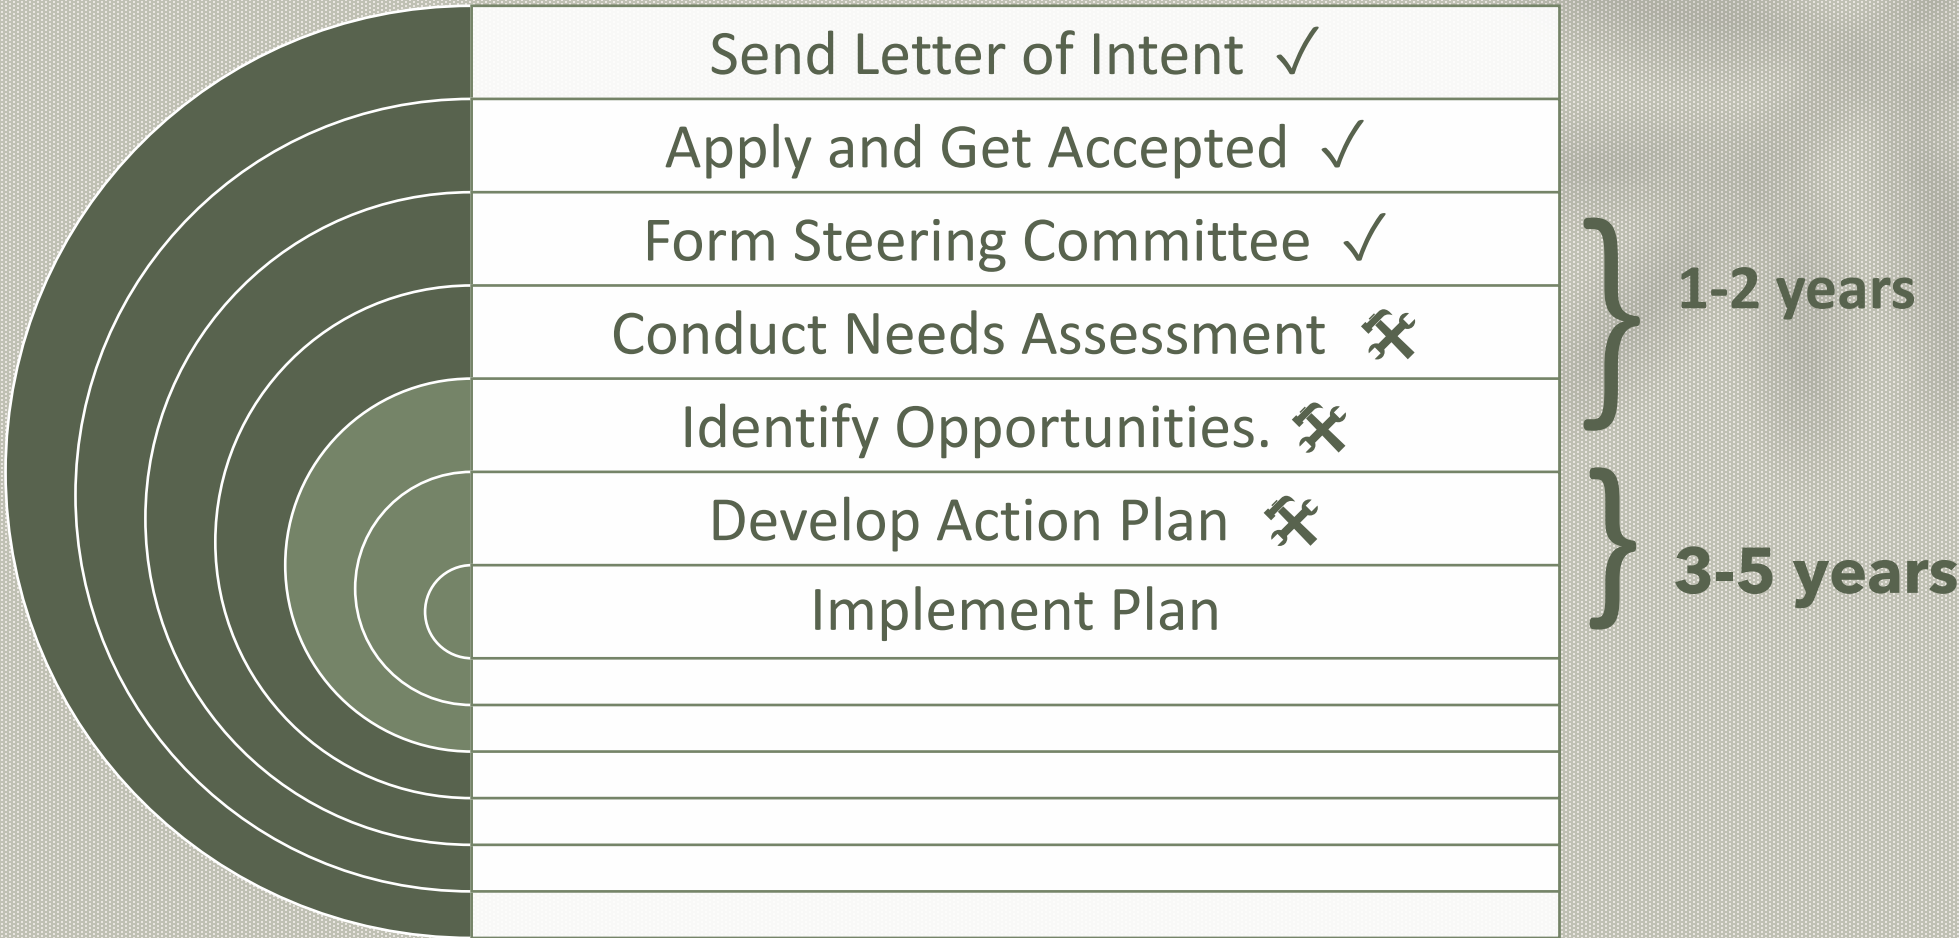 Send Letter of Intent ✓
Apply and Get Accepted ✓
Form Steering Committee ✓
Conduct Needs Assessment 🛠
Identify Opportunities. 🛠
Develop Action Plan 🛠
Implement Plan
1-2 years
3-5 years